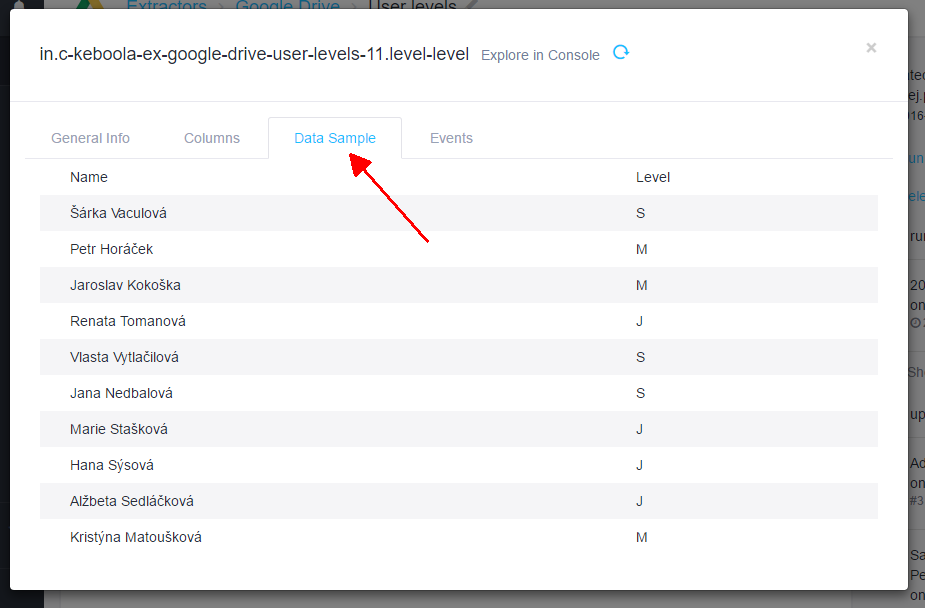 Extractors Google Drive User levels
in.c-keboola-ex-google-drive-user-levels-11.level-level Explore in Console ×
General Info Columns Data Sample Events
Name Level
Šárka Vaculová S
Petr Horáček M
Jaroslav Kokoška M
Renata Tomanová J
Vlasta Vytlačilová S
Jana Nedbalová S
Marie Stašková J
Hana Sýsová J
Alžbeta Sedláčková J
Kristýna Matoušková M